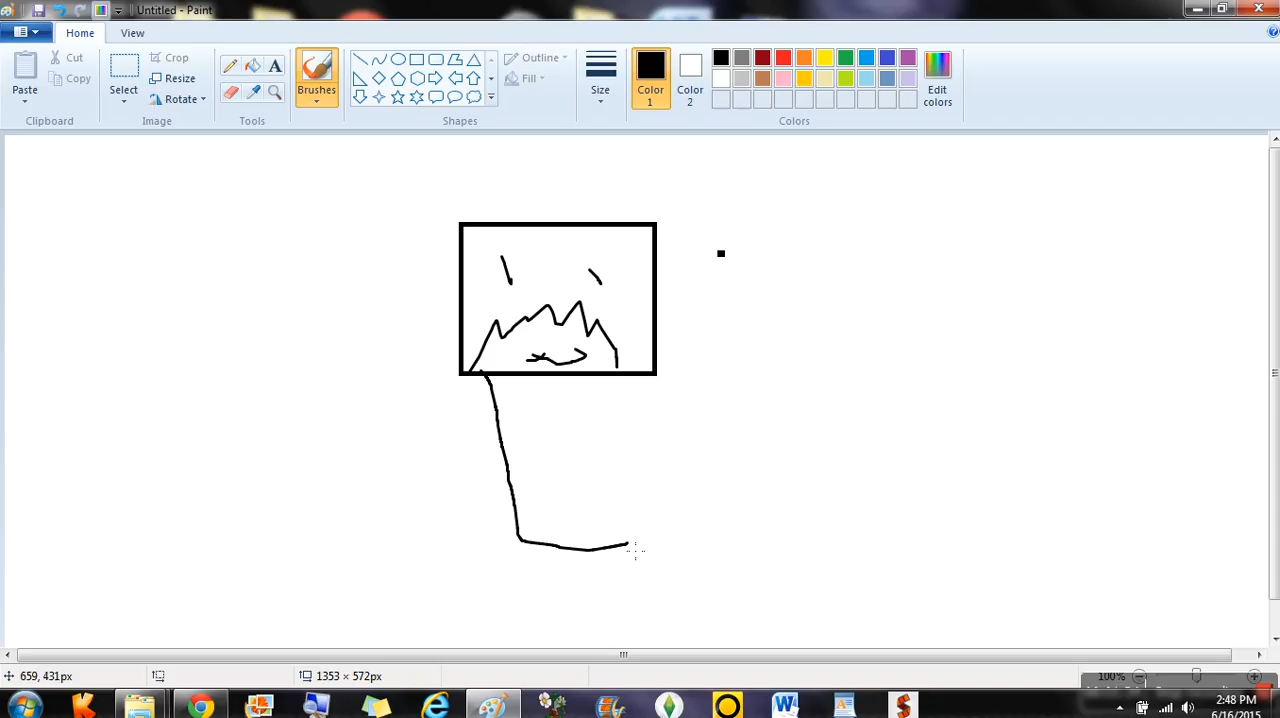 Untitled - Paint
Home View
Paste
Cut
Copy
Clipboard
Select
Crop
Resize
Rotate
Image
A
Tools
Brushes
Outline
Fill
Shapes
Size
Color 1
Color 2
Edit colors
Colors
659, 431px
1353 × 572px
100%
2:48 PM
6/16/2015